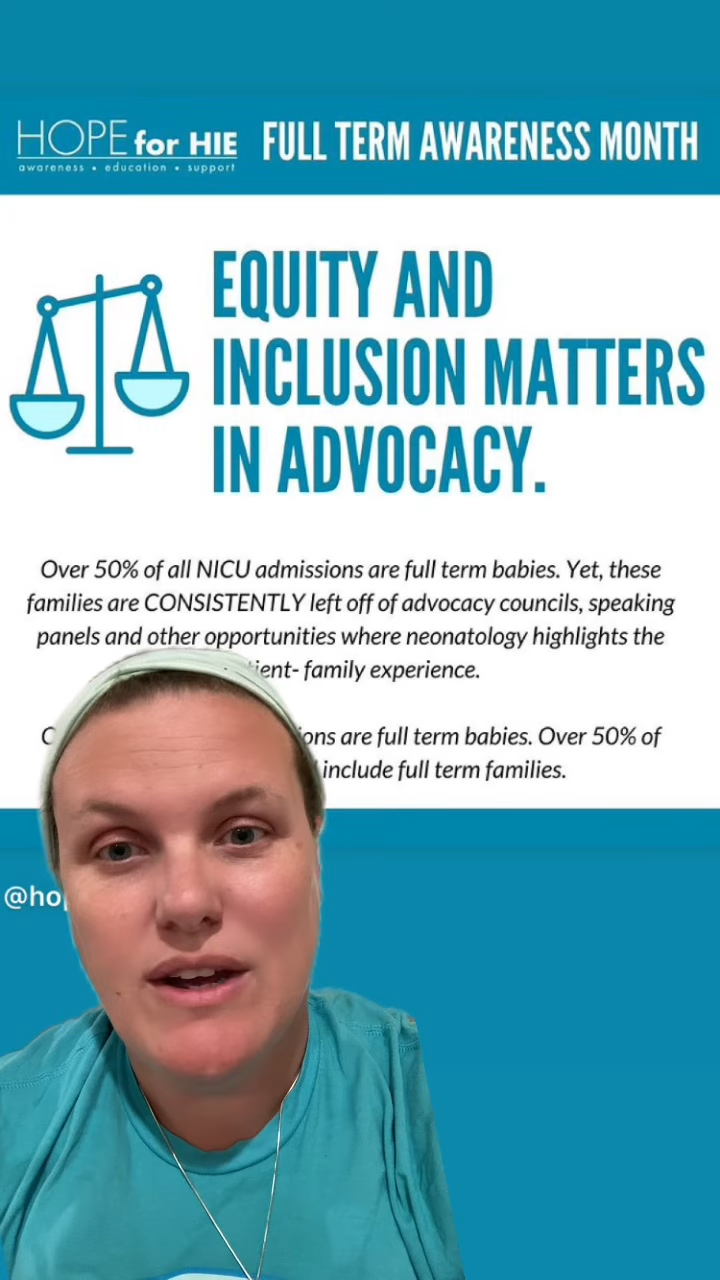 HOPE for HIE
awareness • education • support
FULL TERM AWARENESS MONTH
EQUITY AND
INCLUSION MATTERS
IN ADVOCACY.
Over 50% of all NICU admissions are full term babies. Yet, these
families are CONSISTENTLY left off of advocacy councils, speaking
panels and other opportunities where neonatology highlights the
family experience.
are full term babies. Over 50% of
include full term families.